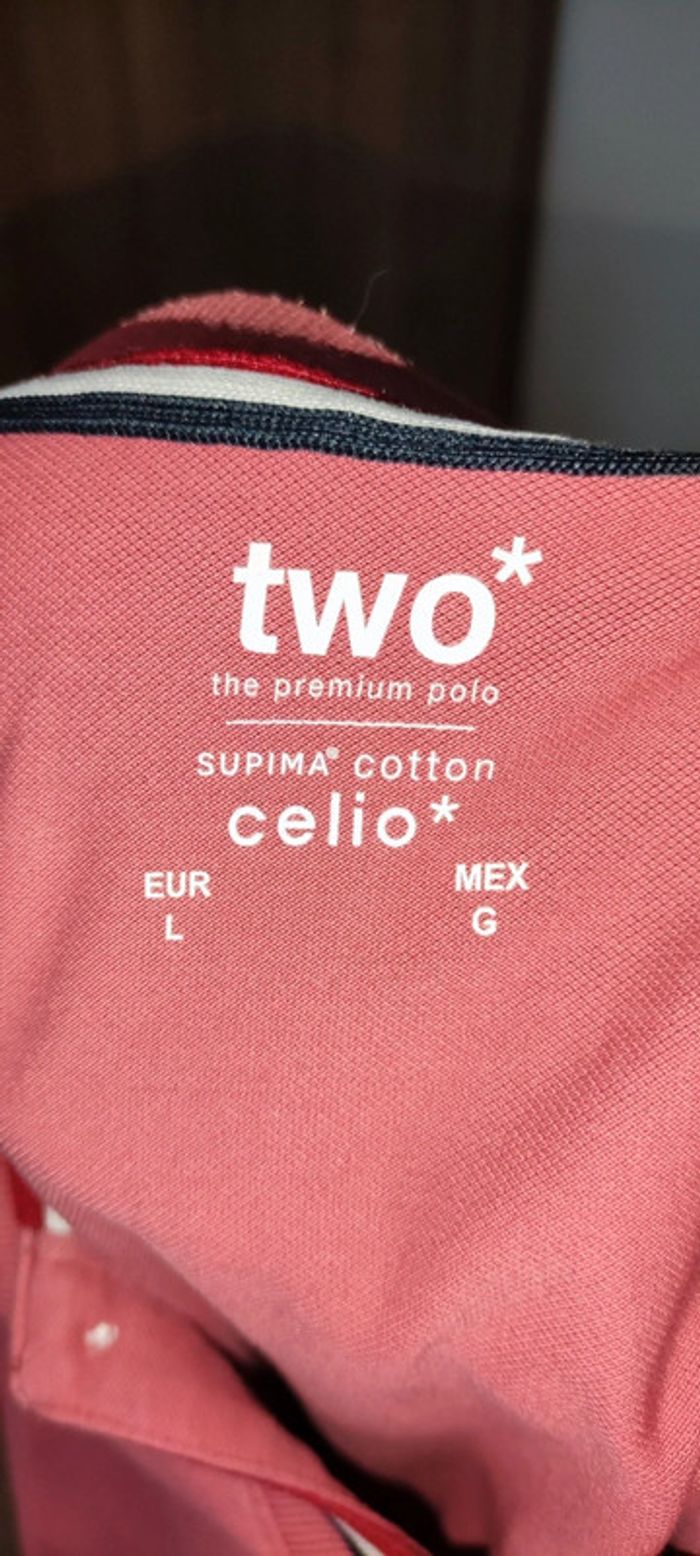 two*
the premium polo
SUPIMA® cotton
celio*
EUR MEX
L G